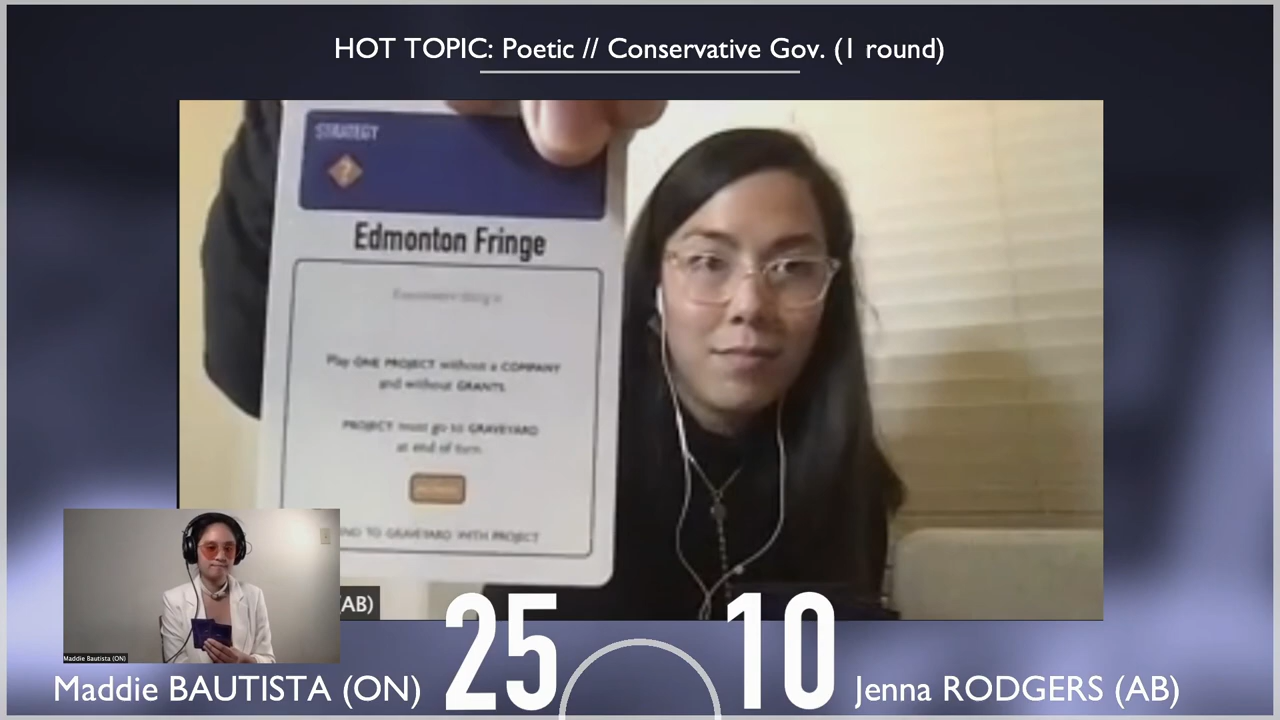 HOT TOPIC: Poetic // Conservative Gov. (1 round)
STRATEGY
?
Edmonton Fringe
Play ONE PROJECT without a COMPANY
and without GRANTS
PROJECT must go to GRAVEYARD
at end of turn
TO GRAVEYARD WITH PROJECT
(AB)
Maddie Bautista (ON)
25
10
Maddie BAUTISTA (ON)
Jenna RODGERS (AB)